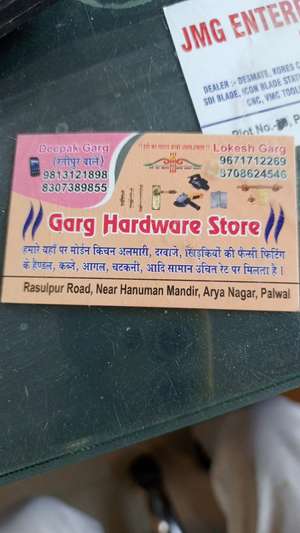 JMG ENTER
DEALER :- DESMATE, KORES C
SDI BLADE, ICON BLADE STA
CNC, VMC TOOL
Plot No.-
Deepak Garg
(रतीपुर वाले)
9813121898
8307389855
Lokesh Garg
9671712269
8708624546
Garg Hardware Store
हमारे यहाँ पर मोर्डन किचन अलमारी, दरवाजे, खिड़कियों की फैंसी फिटिंग
के हैण्डल, कब्जे, आगल, चटकनी, आदि सामान उचित रेट पर मिलता है।
Rasulpur Road, Near Hanuman Mandir, Arya Nagar, Palwal